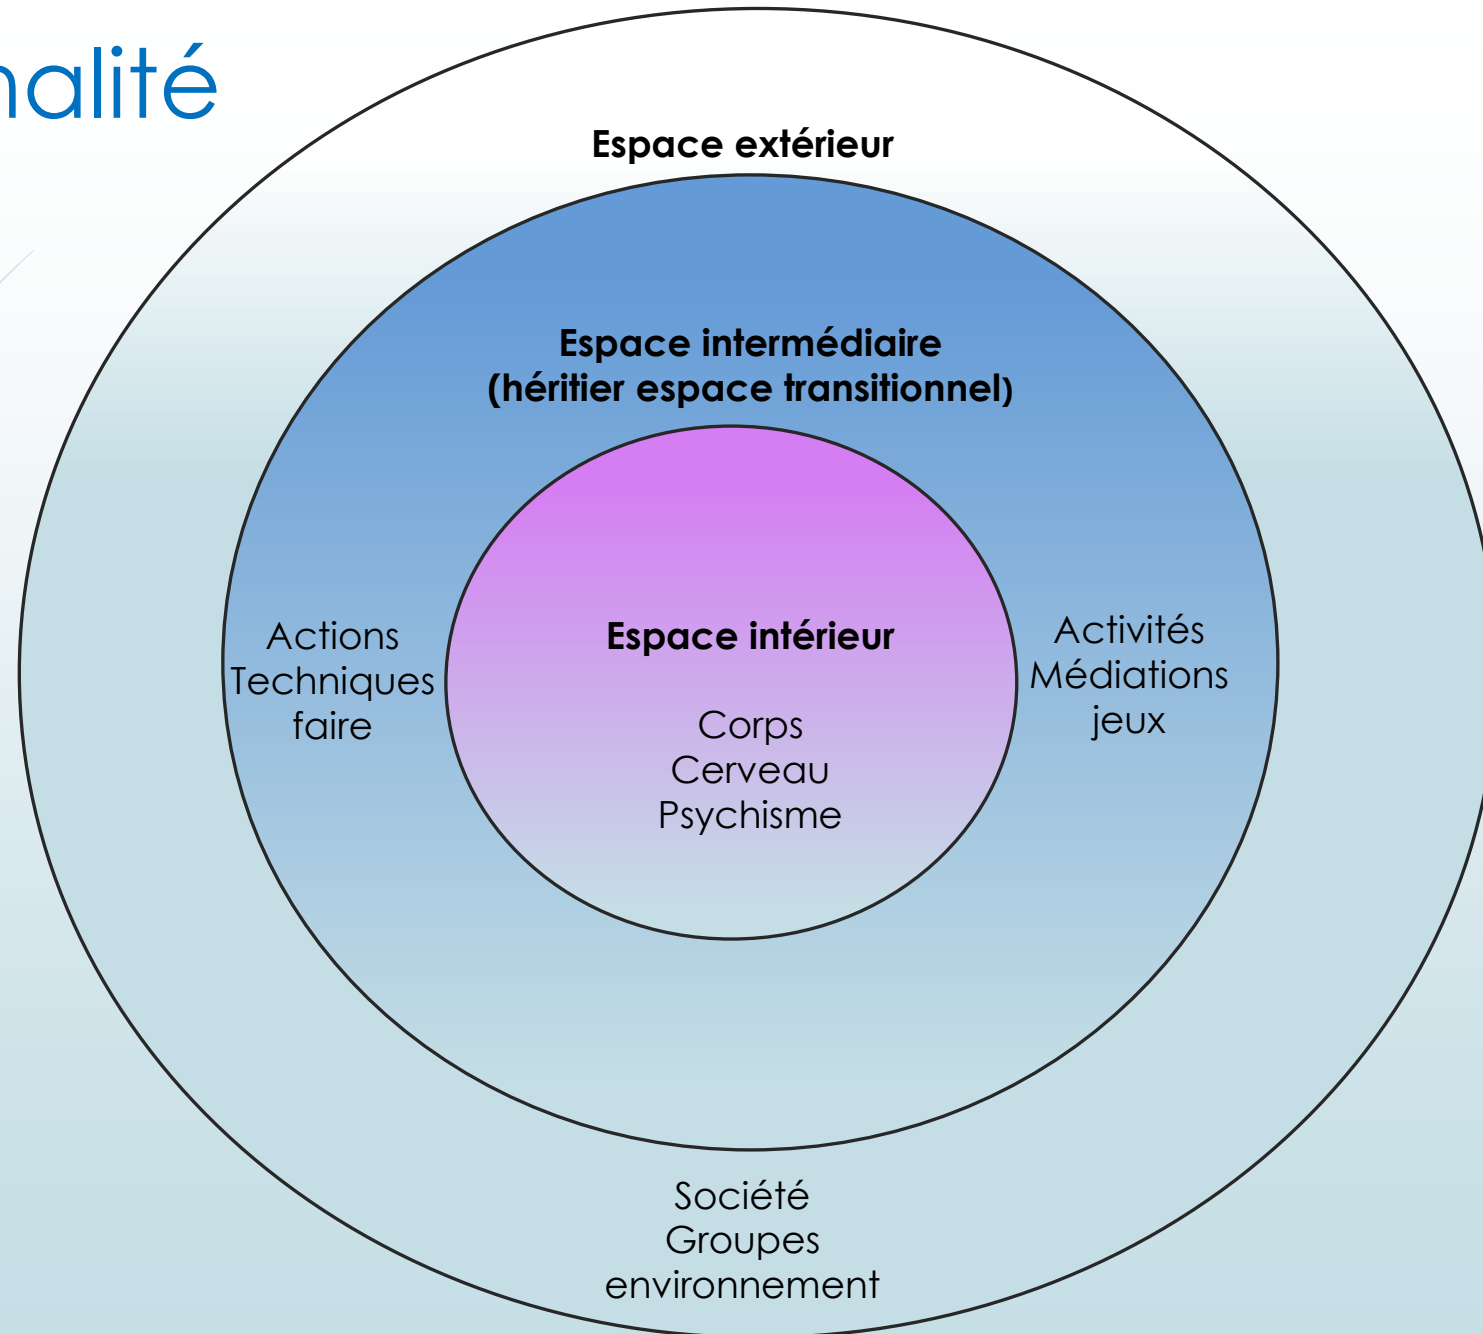 nalité
Espace extérieur
Espace intermédiaire
(héritier espace transitionnel)
Actions
Techniques
faire
Espace intérieur
Corps
Cerveau
Psychisme
Activités
Médiations
jeux
Société
Groupes
environnement